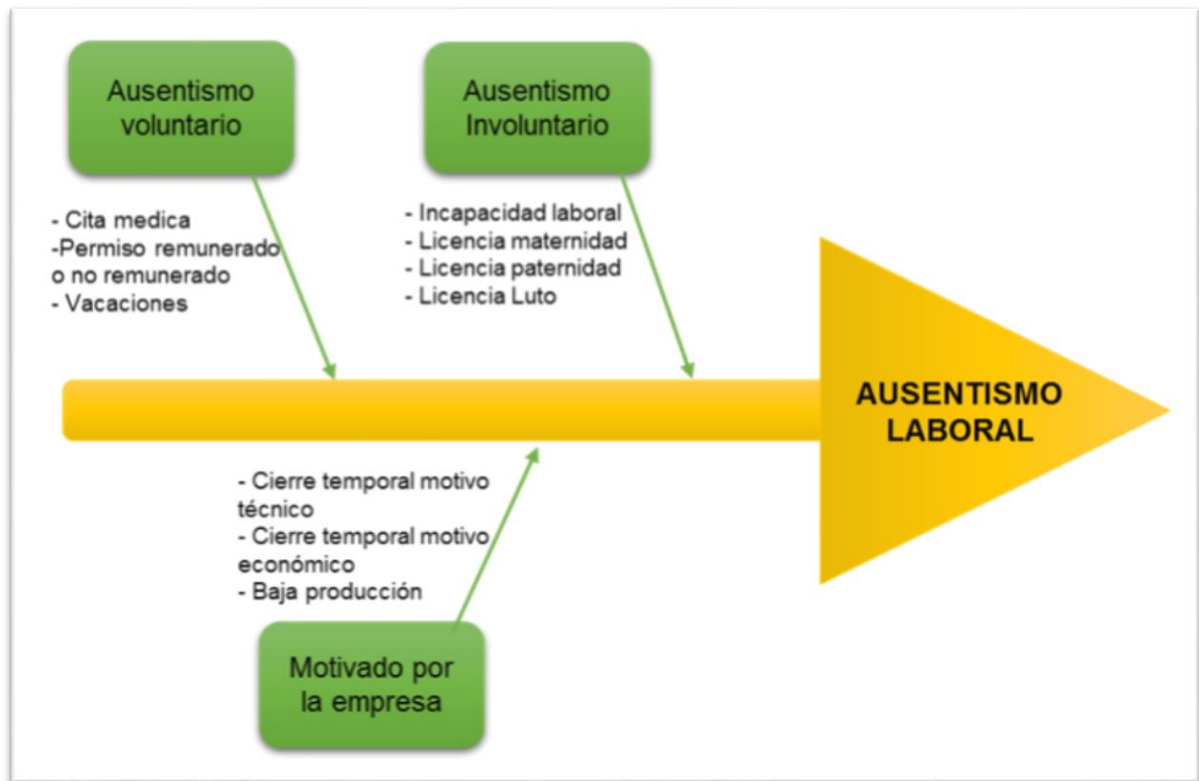 Ausentismo
voluntario
- Cita medica
-Permiso remunerado
o no remunerado
- Vacaciones
Ausentismo
Involuntario
- Incapacidad laboral
- Licencia maternidad
- Licencia paternidad
- Licencia Luto
AUSENTISMO
LABORAL
- Cierre temporal motivo
técnico
- Cierre temporal motivo
económico
- Baja producción
Motivado por
la empresa